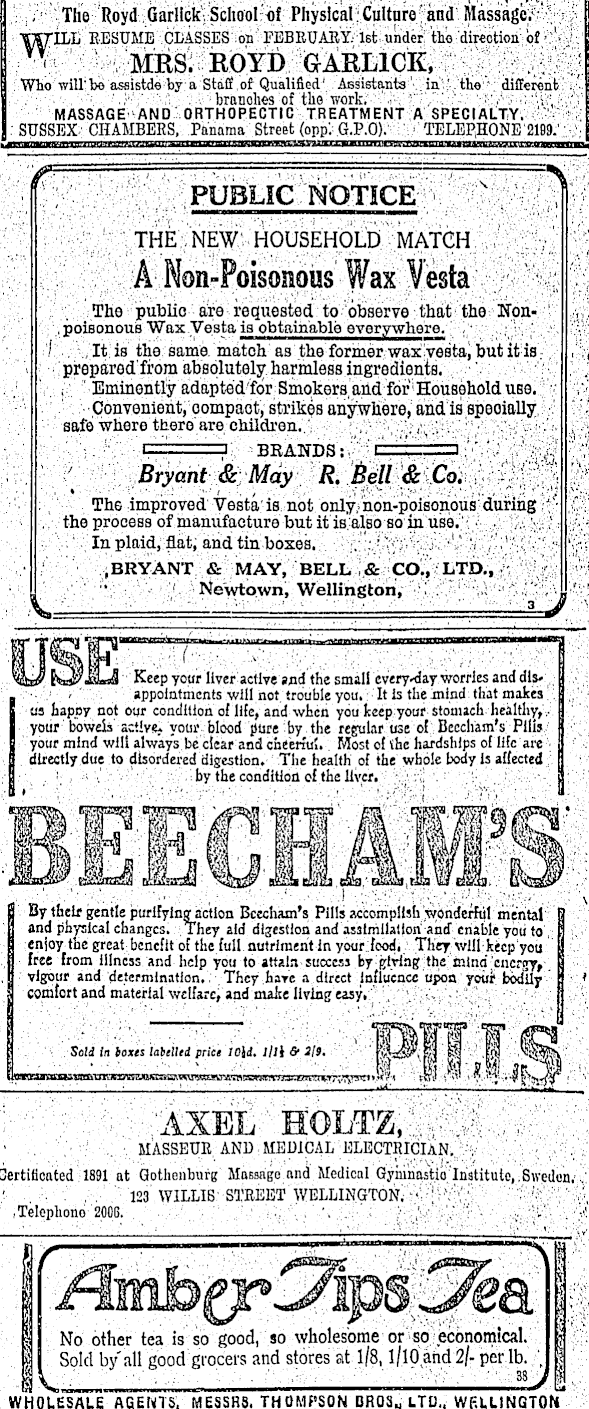 The Royd Garlick School of Physical Culture and Massage.
WILL RESUME CLASSES on FEBRUARY 1st under the direction of
MRS. ROYD GARLICK,
Who will be assistde by a Staff of Qualified Assistants in the different
branches of the work.
MASSAGE AND ORTHOPECTIC TREATMENT A SPECIALTY.
SUSSEX CHAMBERS, Panama Street (opp. G.P.O). TELEPHONE 2199.
PUBLIC NOTICE
THE NEW HOUSEHOLD MATCH
A Non-Poisonous Wax Vesta
The public are requested to observe that the Non-
poisonous Wax Vesta is obtainable everywhere.
It is the same match as the former wax vesta, but it is
prepared from absolutely harmless ingredients.
Eminently adapted for Smokers and for Household use.
Convenient, compact, strikes anywhere, and is specially
safe where there are children.
BRANDS:
Bryant & May R. Bell & Co.
The improved Vesta is not only non-poisonous during
the process of manufacture but it is also so in use.
In plaid, flat, and tin boxes.
BRYANT & MAY, BELL & CO., LTD.,
Newtown, Wellington,
3
USE
Keep your liver active and the small every-day worries and dis-
appointments will not trouble you. It is the mind that makes
us happy not our condition of life, and when you keep your stomach healthy,
your bowels active, your blood pure by the regular use of Beecham's Pills
your mind will always be clear and cheerful. Most of the hardships of life are
directly due to disordered digestion. The health of the whole body is affected
by the condition of the liver.
BEECHAM'S
By their gentle purifying action Beecham's Pills accomplish wonderful mental
and physical changes. They aid digestion and assimilation and enable you to
enjoy the great benefit of the full nutriment in your food. They will keep you
free from illness and help you to attain success by giving the mind energy,
vigour and determination. They have a direct influence upon your bodily
comfort and material welfare, and make living easy.
Sold in boxes labelled price 10½d. 1/1½ & 2/9.
PILLS
AXEL HOLTZ,
MASSEUR AND MEDICAL ELECTRICIAN.
Certificated 1891 at Gothenburg Massage and Medical Gymnastic Institute, Sweden.
123 WILLIS STREET WELLINGTON.
Telephone 2006.
Amber Tips Tea
No other tea is so good, so wholesome or so economical.
Sold by all good grocers and stores at 1/8, 1/10 and 2/- per lb.
38
WHOLESALE AGENTS, MESSRS. THOMPSON BROS., LTD., WELLINGTON